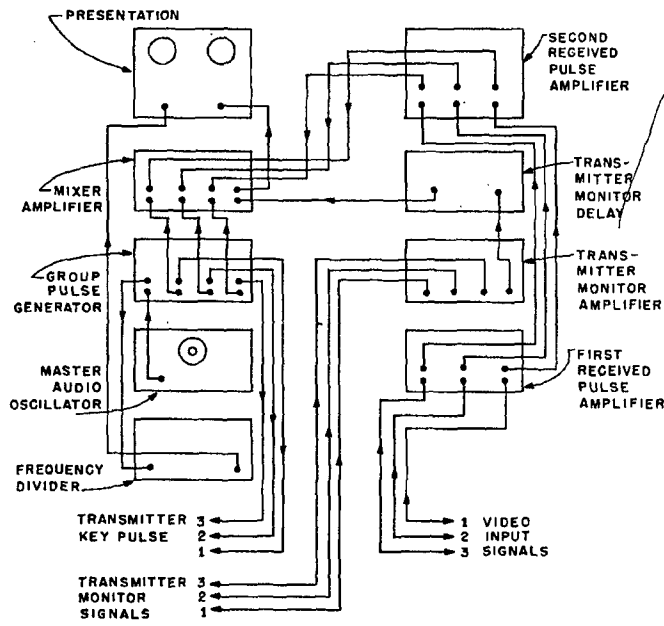 PRESENTATION
MIXER
AMPLIFIER
GROUP
PULSE
GENERATOR
MASTER
AUDIO
OSCILLATOR
FREQUENCY
DIVIDER
SECOND
RECEIVED
PULSE
AMPLIFIER
TRANS-
MITTER
MONITOR
DELAY
TRANS-
MITTER
MONITOR
AMPLIFIER
FIRST
RECEIVED
PULSE
AMPLIFIER
TRANSMITTER 3
KEY PULSE 2
1
1 VIDEO
2 INPUT
3 SIGNALS
TRANSMITTER 3
MONITOR 2
SIGNALS 1